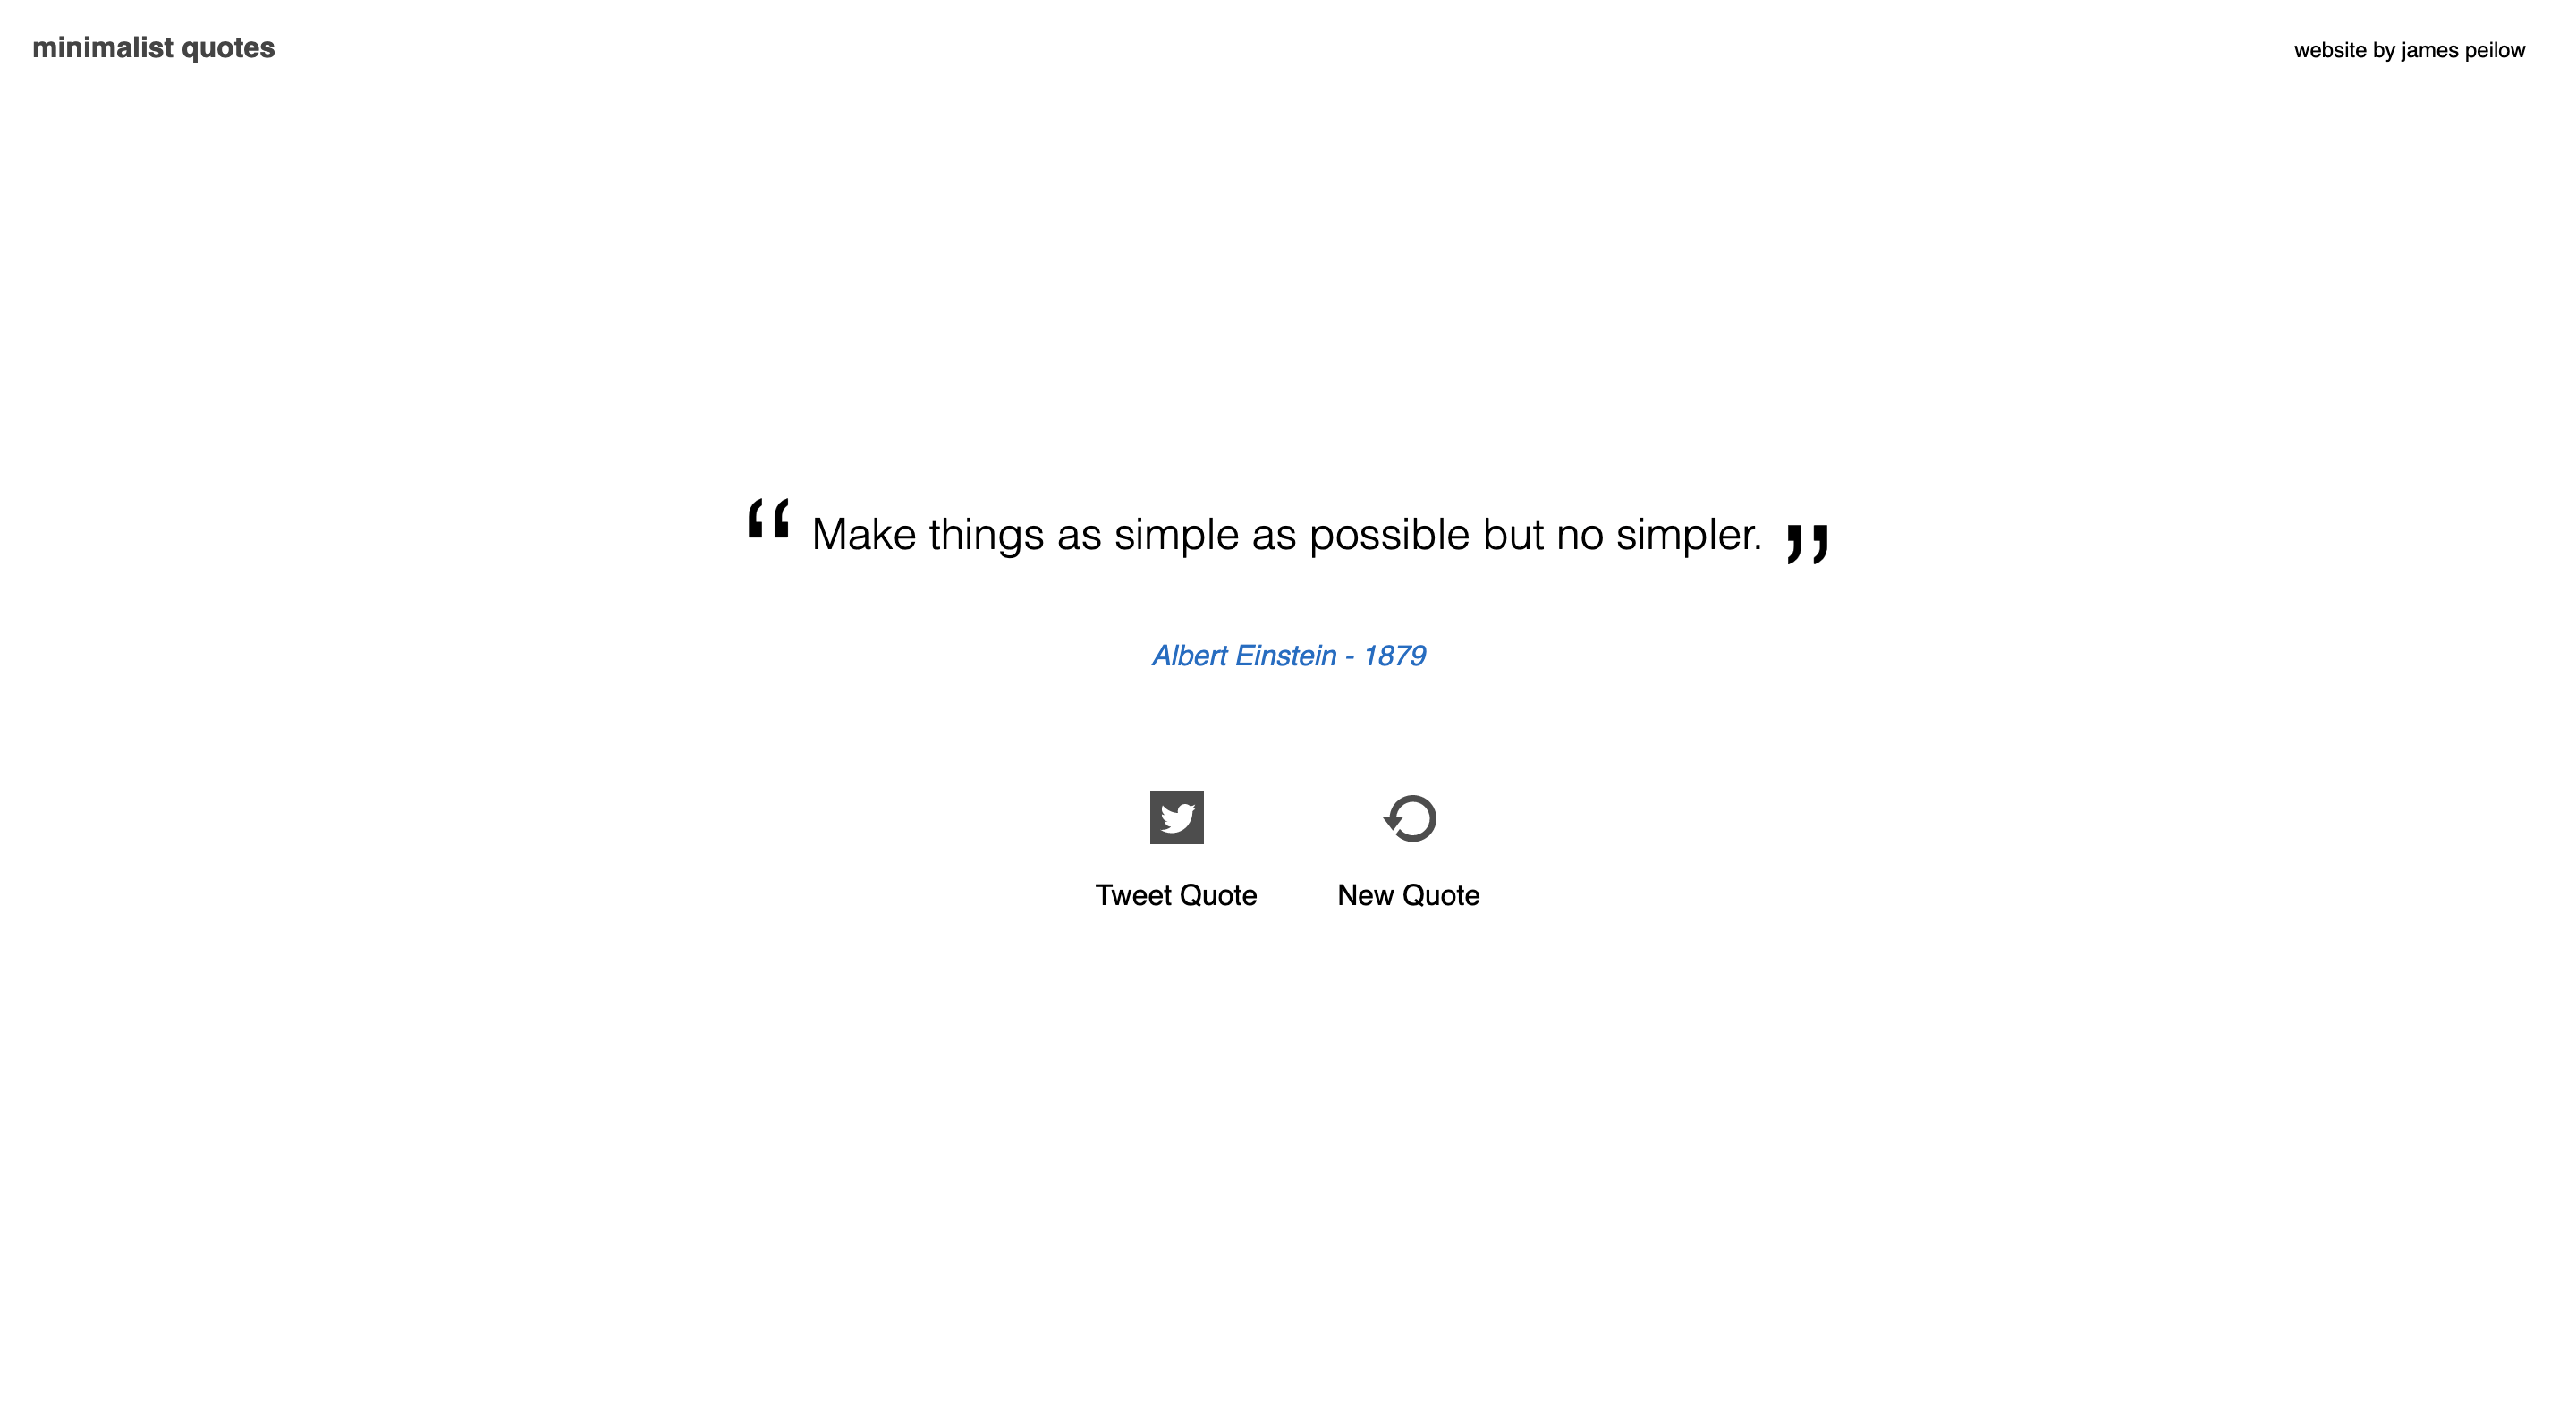 minimalist quotes
website by james peilow
“ Make things as simple as possible but no simpler. ”
Albert Einstein - 1879
Tweet Quote
New Quote